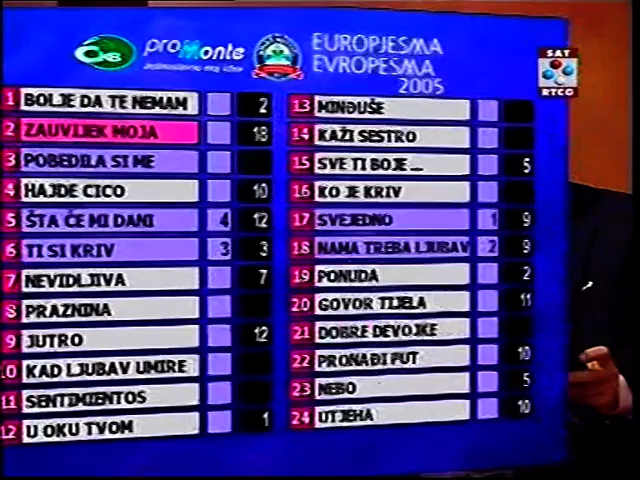 CKB proMonte EUROPJESMA
EVROPESMA
2005
SAT
RTCG
1 BOLJE DA TE NEMAM 2
2 ZAUVIJEK MOJA 18
3 POBEDILA SI ME
4 HAJDE CICO 10
5 ŠTA ĆE MI DANI 4 12
6 TI SI KRIV 3 3
7 NEVIDLJIVA 7
8 PRAZNINA
9 JUTRO 12
10 KAD LJUBAV UMIRE
11 SENTIMIENTOS
12 U OKU TVOM 1
13 MINĐUŠE
14 KAŽI SESTRO
15 SVE TI BOJE... 5
16 KO JE KRIV
17 SVEJEDNO 1 9
18 NAMA TREBA LJUBAV 2 9
19 PONUDA 2
20 GOVOR TIJELA 11
21 DOBRE DEVOJKE
22 PRONAĐI PUT 10
23 NEBO 5
24 UTJEHA 10